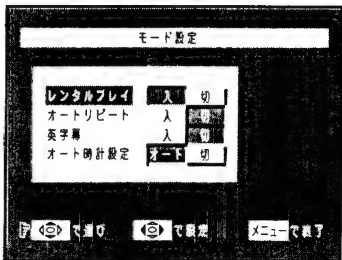 モード設定
レンタルプレイ 入 切
オートリピート 入 切
英字幕 入 切
オート時計設定 オート 切
で選び で設定 メニューで終了